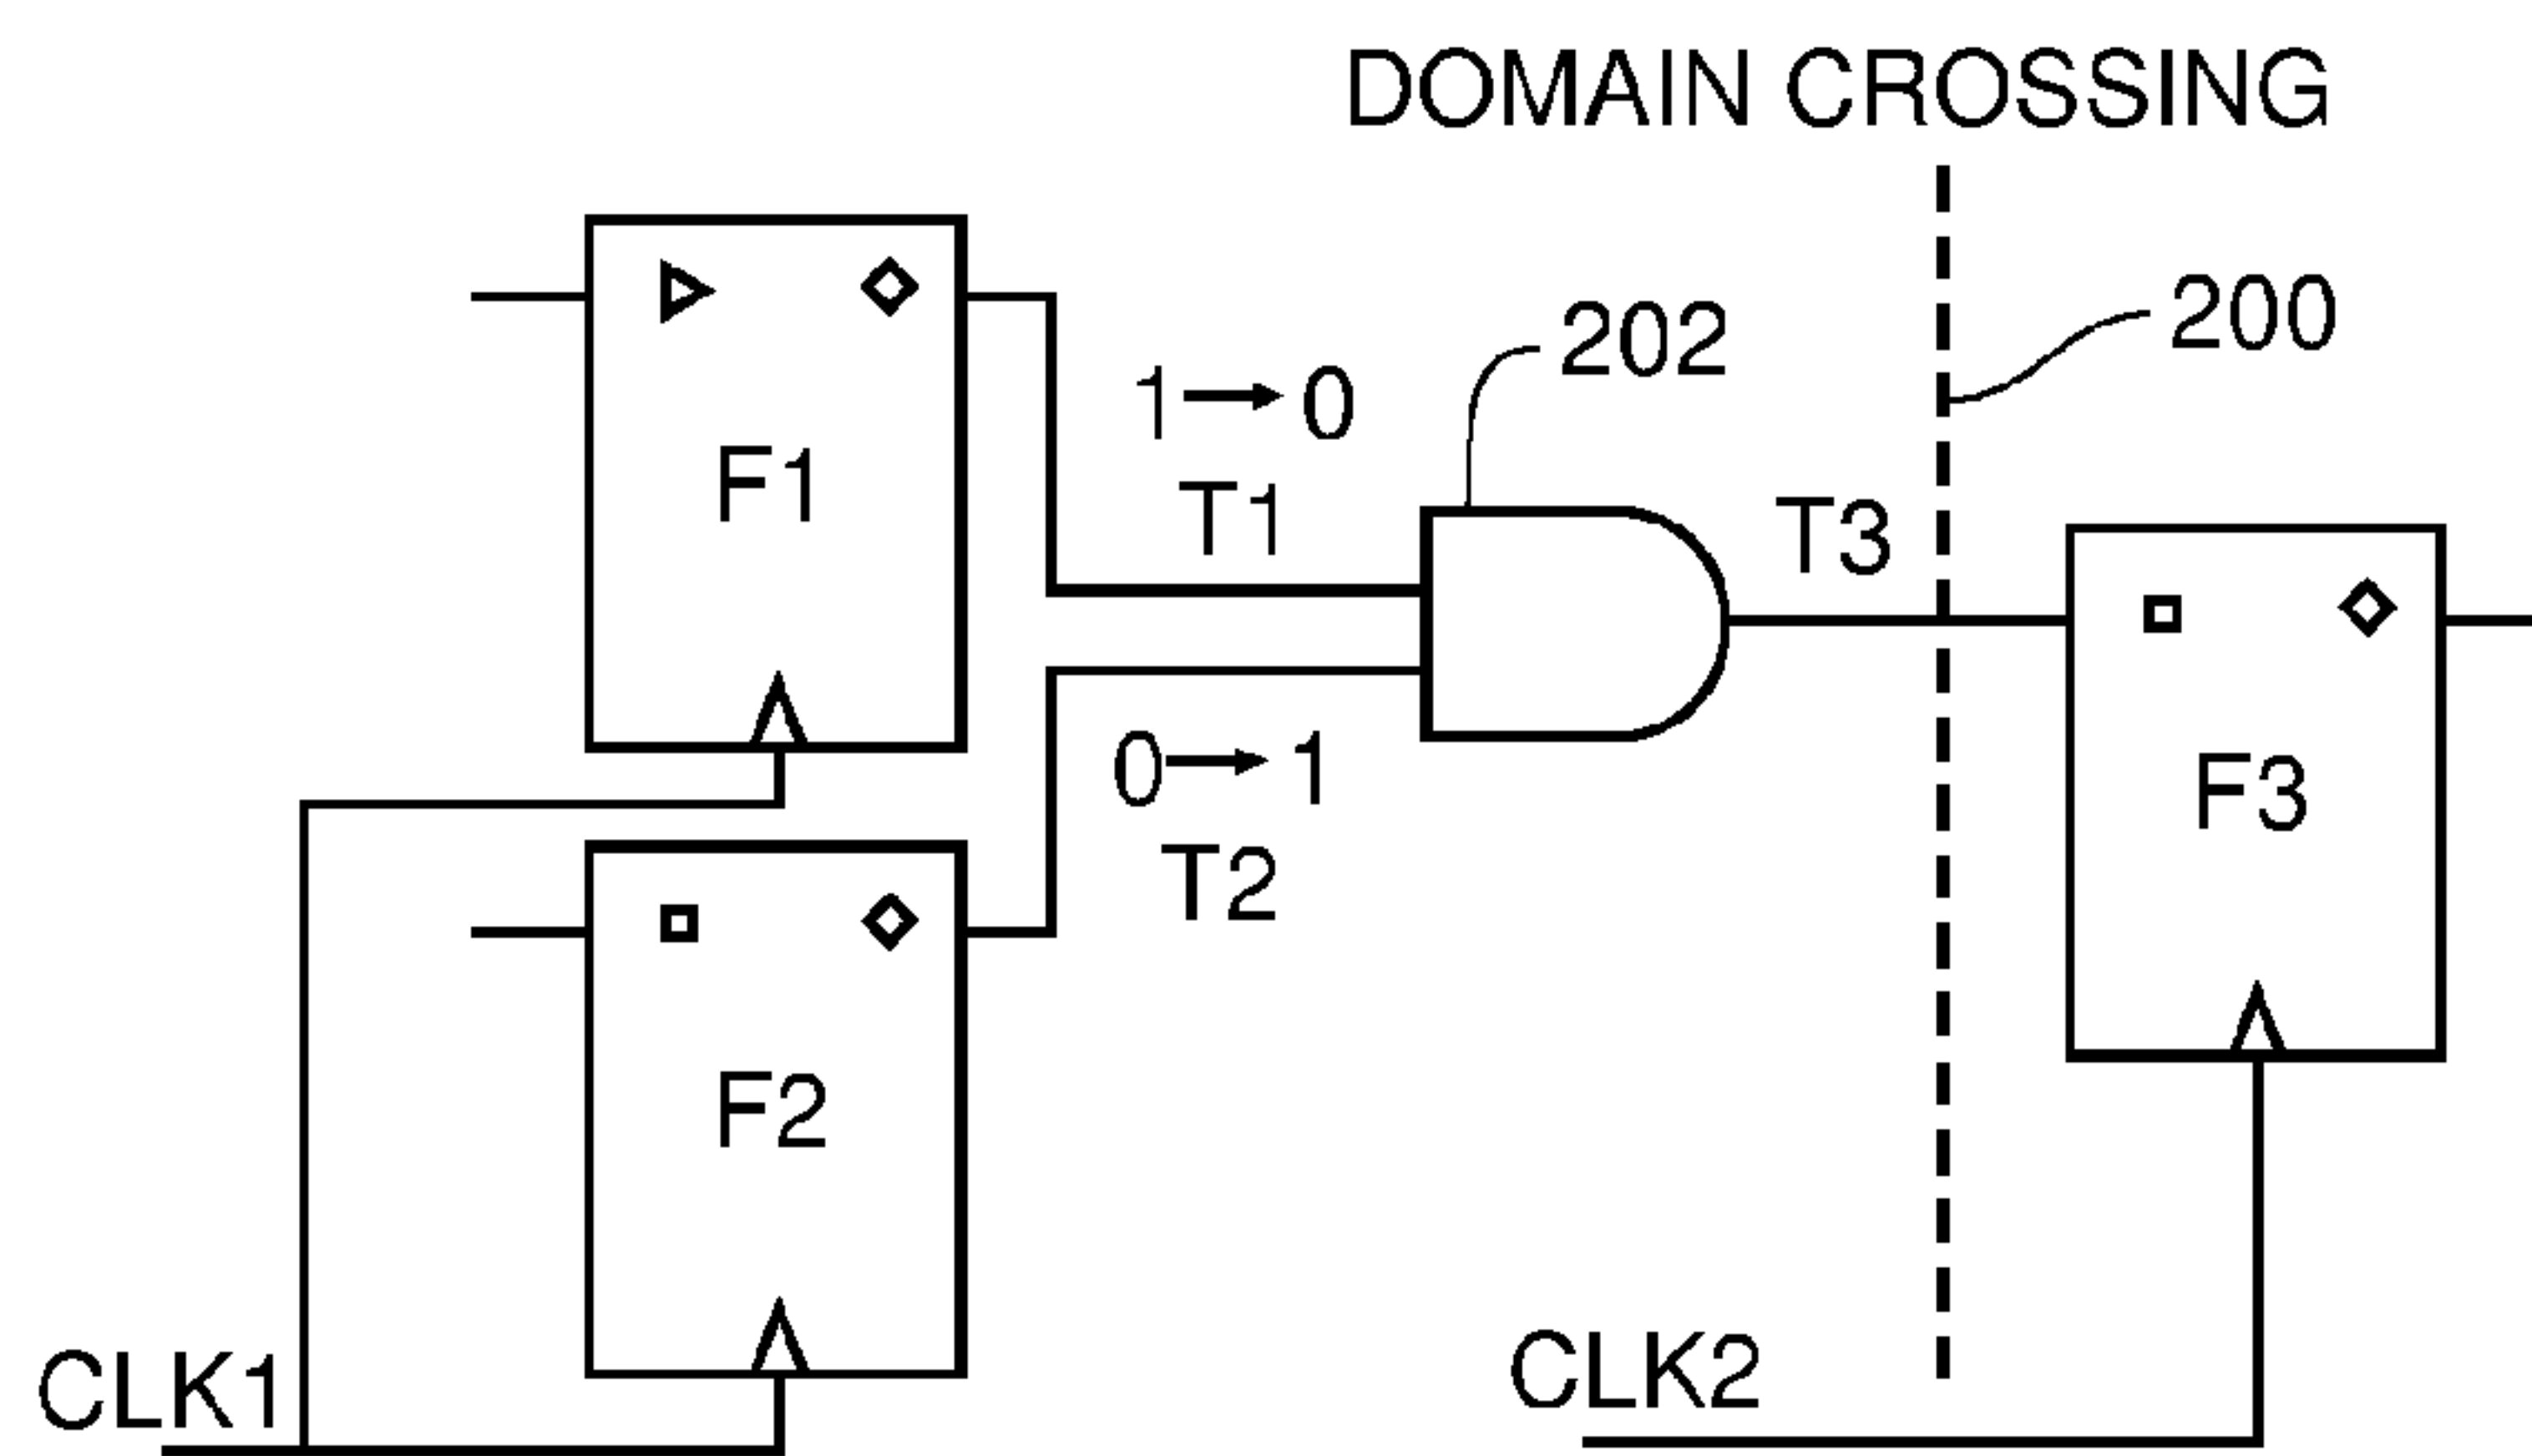 DOMAIN CROSSING
200
202
1→0
T1
F1
T3
F3
0→1
T2
F2
CLK1
CLK2